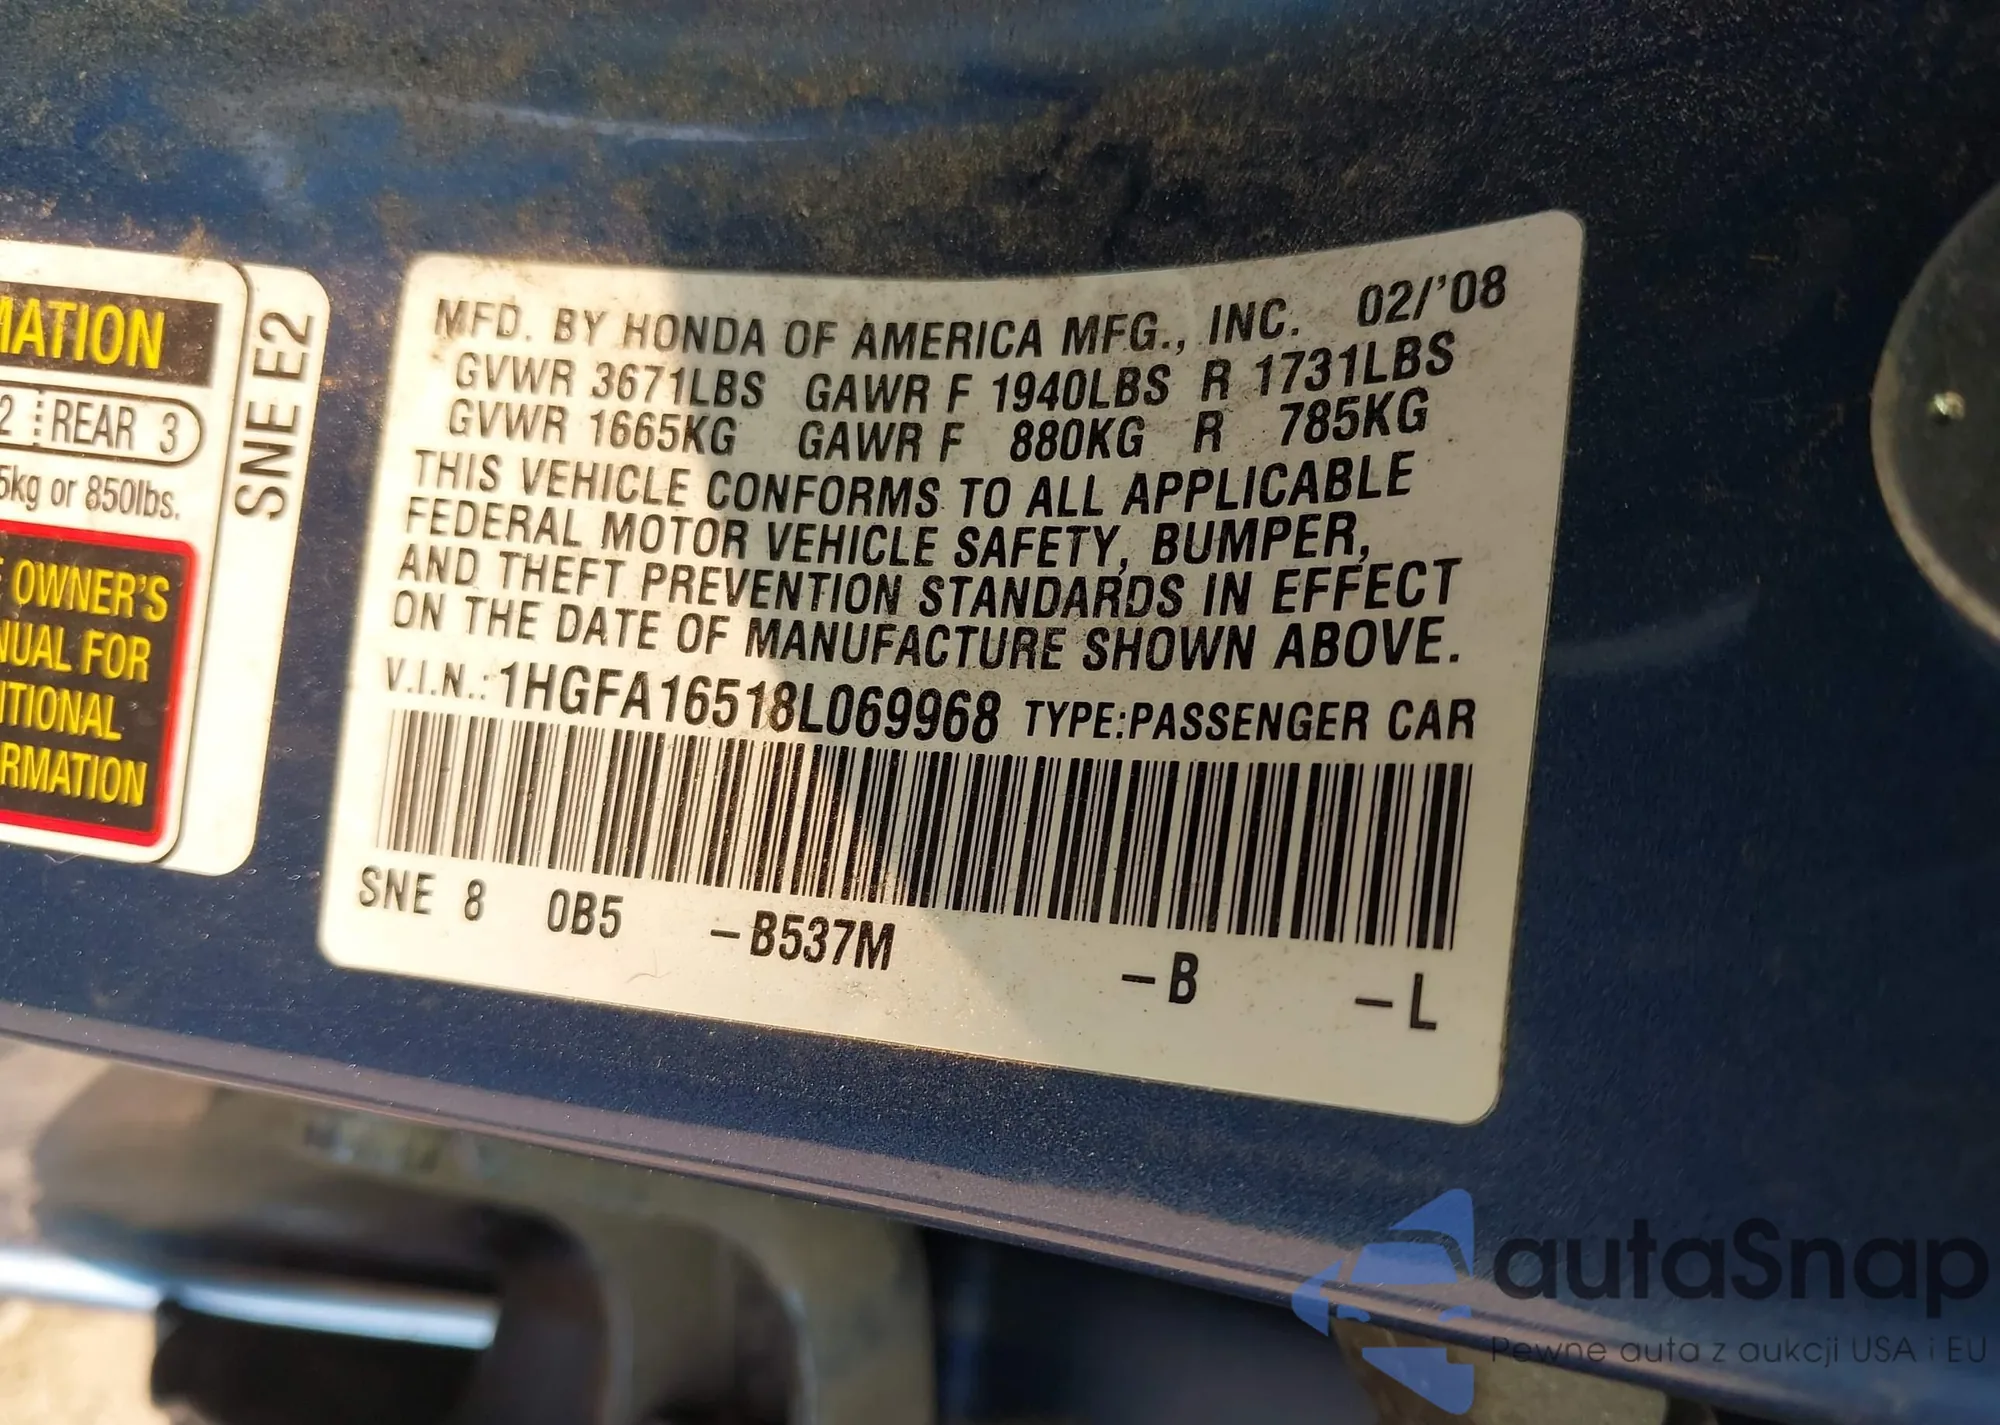 MATION
2 REAR 3
5kg or 850lbs.
OWNER'S
NUAL FOR
ITIONAL
RMATION
SNE E2
MFD. BY HONDA OF AMERICA MFG., INC. 02/'08
GVWR 3671LBS GAWR F 1940LBS R 1731LBS
GVWR 1665KG GAWR F 880KG R 785KG
THIS VEHICLE CONFORMS TO ALL APPLICABLE
FEDERAL MOTOR VEHICLE SAFETY, BUMPER,
AND THEFT PREVENTION STANDARDS IN EFFECT
ON THE DATE OF MANUFACTURE SHOWN ABOVE.
V.I.N.: 1HGFA16518L069968 TYPE:PASSENGER CAR
SNE 8 0B5 -B537M -B -L
autaSnap
Pewne auta z aukcji USA i EU